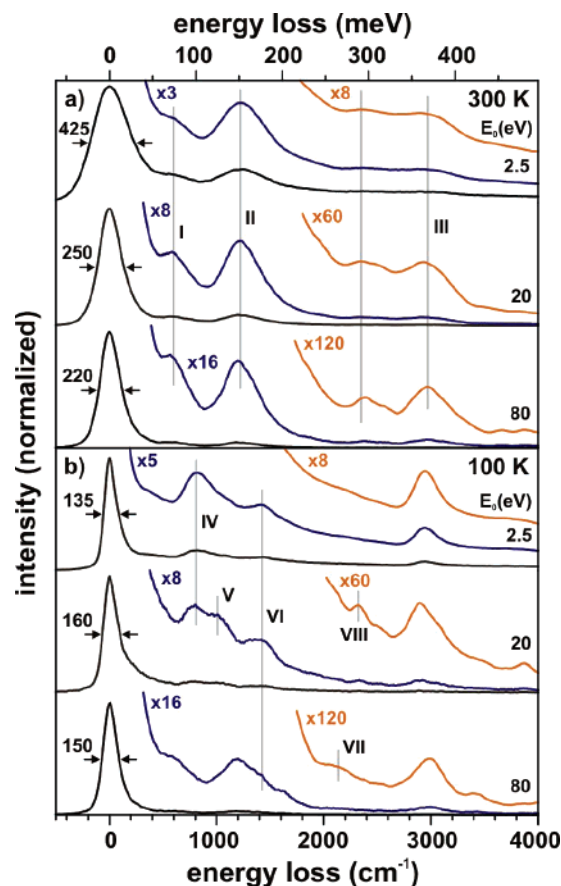 energy loss (meV)
0 100 200 300 400
a) x3 x8 300 K
425 E₀(eV)
2.5
x8 x60
I II III
250 20
x120
220 x16
80
b) x5 x8 100 K
135 E₀(eV)
IV 2.5
x8 x60
V VI
160 VIII 20
x16 x120
150 VII
80
0 1000 2000 3000 4000
energy loss (cm⁻¹)
intensity (normalized)